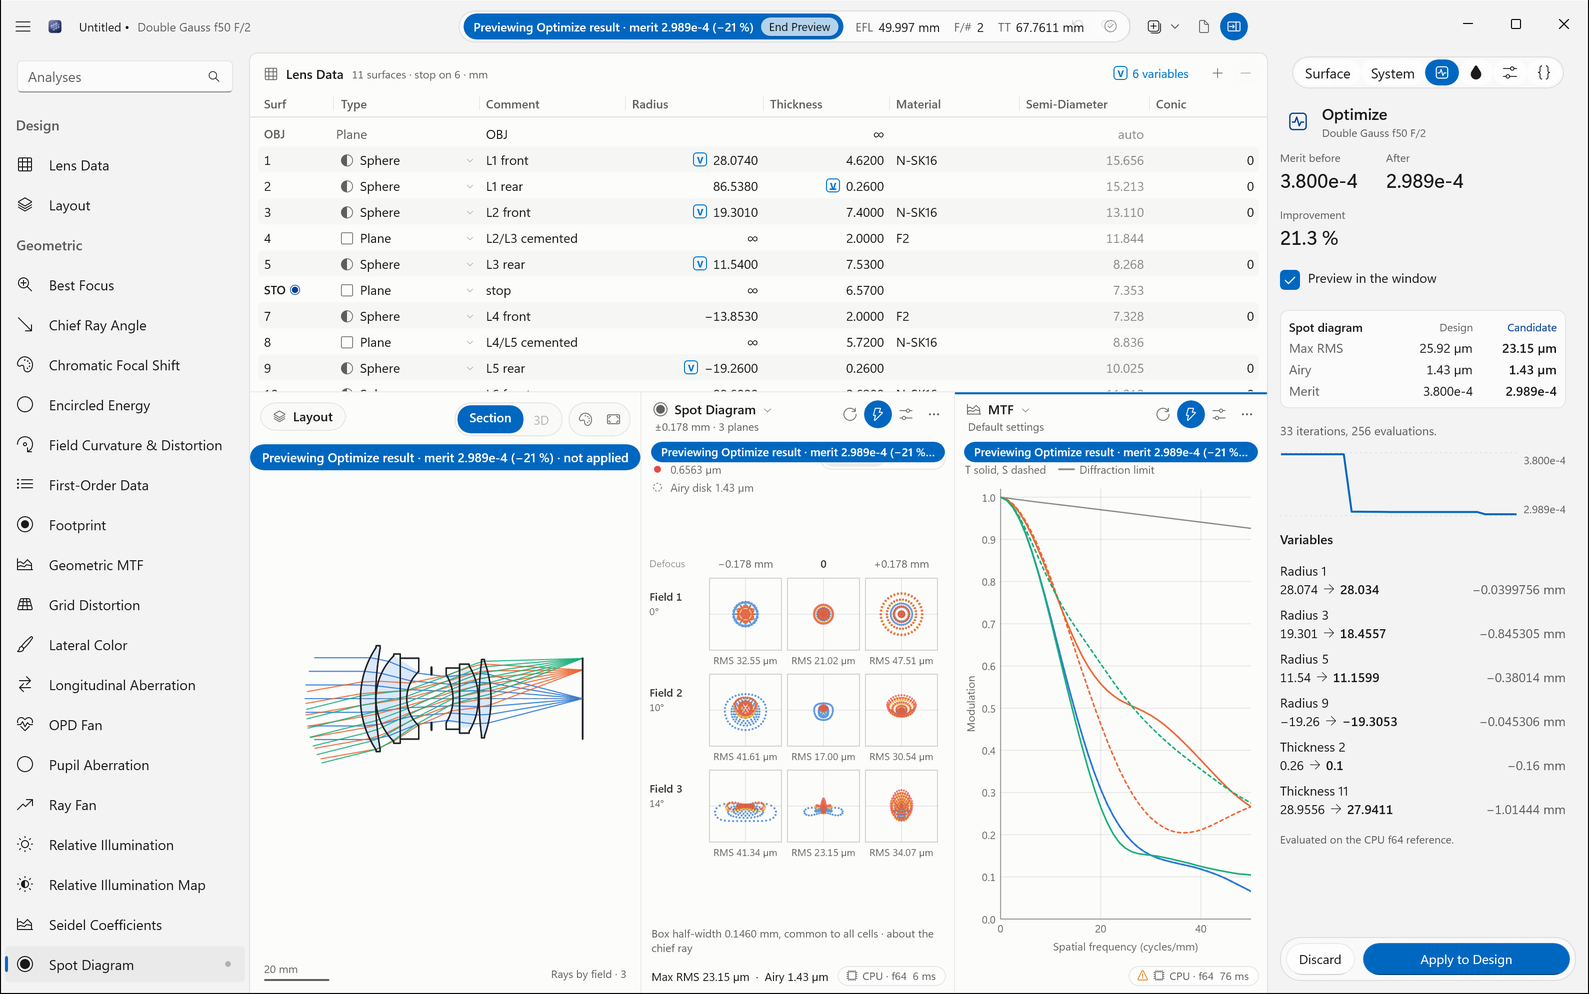 Untitled • Double Gauss f50 F/2
Previewing Optimize result · merit 2.989e-4 (−21 %) End Preview EFL 49.997 mm F/# 2 TT 67.7611 mm
Analyses
Design
Lens Data
Layout
Geometric
Best Focus
Chief Ray Angle
Chromatic Focal Shift
Encircled Energy
Field Curvature & Distortion
First-Order Data
Footprint
Geometric MTF
Grid Distortion
Lateral Color
Longitudinal Aberration
OPD Fan
Pupil Aberration
Ray Fan
Relative Illumination
Relative Illumination Map
Seidel Coefficients
Spot Diagram
Lens Data 11 surfaces · stop on 6 · mm V 6 variables
Surf Type Comment Radius Thickness Material Semi-Diameter Conic
OBJ Plane OBJ ∞ auto
1 Sphere L1 front V 28.0740 4.6200 N-SK16 15.656 0
2 Sphere L1 rear 86.5380 V 0.2600 15.213 0
3 Sphere L2 front V 19.3010 7.4000 N-SK16 13.110 0
4 Plane L2/L3 cemented ∞ 2.0000 F2 11.844
5 Sphere L3 rear V 11.5400 7.5300 8.268 0
STO Plane stop ∞ 6.5700 7.353
7 Sphere L4 front −13.8530 2.0000 F2 7.328 0
8 Plane L4/L5 cemented ∞ 5.7200 N-SK16 8.836
9 Sphere L5 rear V −19.2600 0.2600 10.025 0
Layout Section 3D
Previewing Optimize result · merit 2.989e-4 (−21 %) · not applied
20 mm Rays by field · 3
Spot Diagram
±0.178 mm · 3 planes
Previewing Optimize result · merit 2.989e-4 (−21 %...
0.6563 µm
Airy disk 1.43 µm
Defocus −0.178 mm 0 +0.178 mm
Field 1
0°
RMS 32.55 µm RMS 21.02 µm RMS 47.51 µm
Field 2
10°
RMS 41.61 µm RMS 17.00 µm RMS 30.54 µm
Field 3
14°
RMS 41.34 µm RMS 23.15 µm RMS 34.07 µm
Box half-width 0.1460 mm, common to all cells · about the
chief ray
Max RMS 23.15 µm · Airy 1.43 µm CPU · f64 6 ms
MTF
Default settings
Previewing Optimize result · merit 2.989e-4 (−21 %...
T solid, S dashed Diffraction limit
1.0
0.9
0.8
0.7
0.6
0.5
0.4
0.3
0.2
0.1
0.0
Modulation
0 20 40
Spatial frequency (cycles/mm)
CPU · f64 76 ms
Surface System {}
Optimize
Double Gauss f50 F/2
Merit before After
3.800e-4 2.989e-4
Improvement
21.3 %
Preview in the window
Spot diagram Design Candidate
Max RMS 25.92 µm 23.15 µm
Airy 1.43 µm 1.43 µm
Merit 3.800e-4 2.989e-4
33 iterations, 256 evaluations.
3.800e-4
2.989e-4
Variables
Radius 1
28.074 → 28.034 −0.0399756 mm
Radius 3
19.301 → 18.4557 −0.845305 mm
Radius 5
11.54 → 11.1599 −0.38014 mm
Radius 9
−19.26 → −19.3053 −0.045306 mm
Thickness 2
0.26 → 0.1 −0.16 mm
Thickness 11
28.9556 → 27.9411 −1.01444 mm
Evaluated on the CPU f64 reference.
Discard Apply to Design